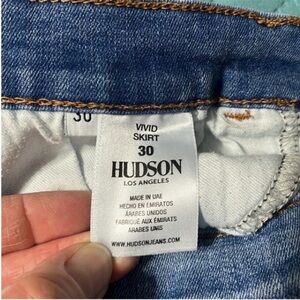 30
VIVID
SKIRT
30
HUDSON
LOS ANGELES
MADE IN UAE
HECHO EN EMIRATOS
ÁRABES UNIDOS
FABRIQUÉ AUX EMIRATS
ARABES UNIS
WWW.HUDSONJEANS.COM